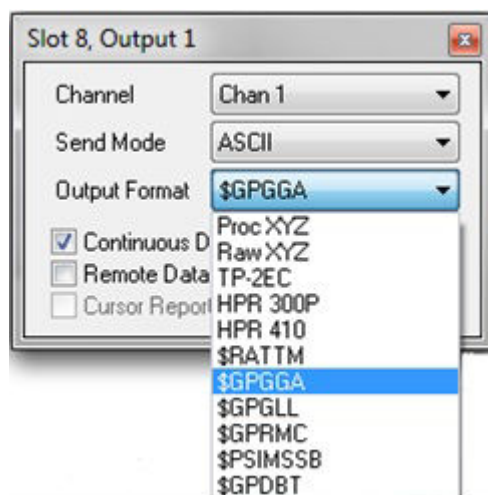 Slot 8, Output 1
Channel Chan 1
Send Mode ASCII
Output Format $GPGGA
Continuous D
Remote Data
Cursor Repor
Proc XYZ
Raw XYZ
TP-2EC
HPR 300P
HPR 410
$RATTM
$GPGGA
$GPGLL
$GPRMC
$PSIMSSB
$GPDBT